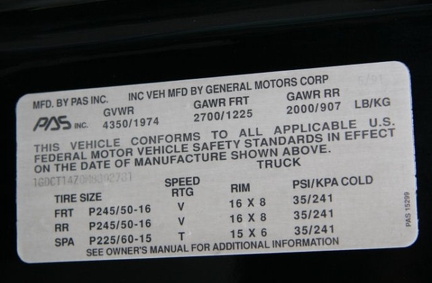 MFD. BY PAS INC. INC VEH MFD BY GENERAL MOTORS CORP
GVWR GAWR FRT GAWR RR
PAS INC. 4350/1974 2700/1225 2000/907 LB/KG
THIS VEHICLE CONFORMS TO ALL APPLICABLE U.S.
FEDERAL MOTOR VEHICLE SAFETY STANDARDS IN EFFECT
ON THE DATE OF MANUFACTURE SHOWN ABOVE.
TRUCK
TIRE SIZE SPEED RTG RIM PSI/KPA COLD
FRT P245/50-16 V 16 X 8 35/241
RR P245/50-16 V 16 X 8 35/241
SPA P225/60-15 T 15 X 6 35/241
SEE OWNER'S MANUAL FOR ADDITIONAL INFORMATION
PAS 15299